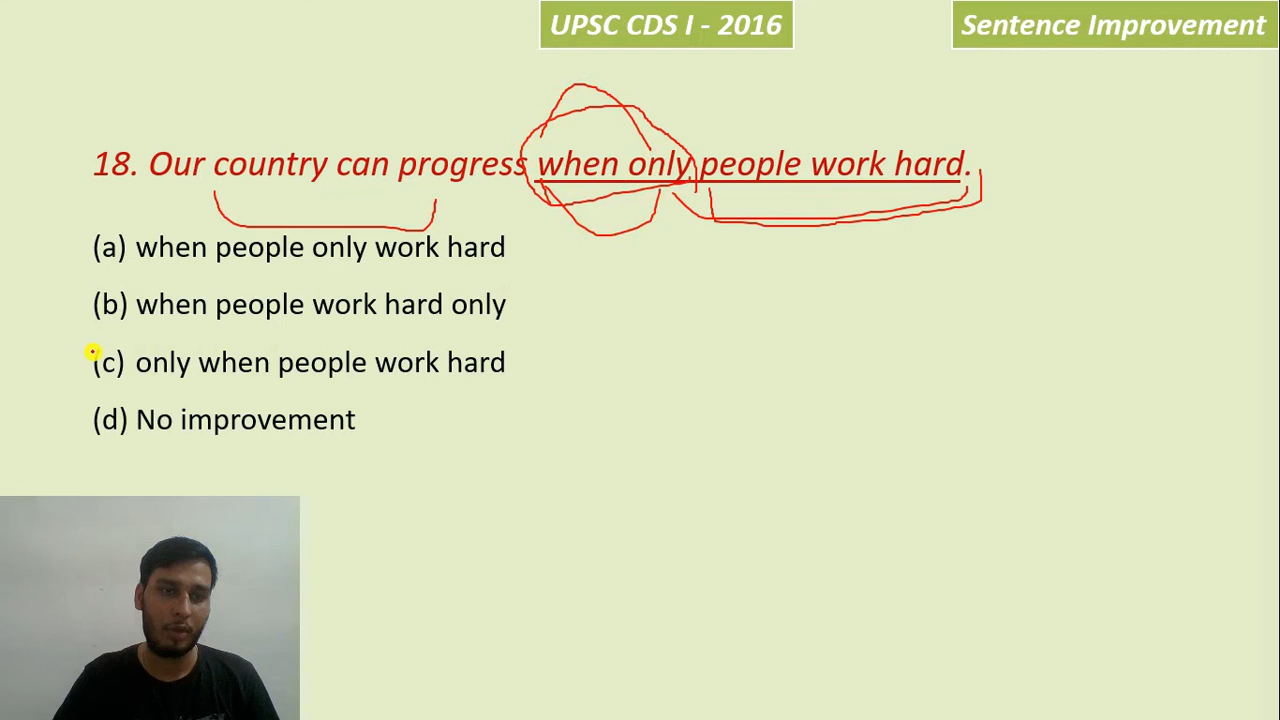 UPSC CDS I - 2016
Sentence Improvement
18. Our country can progress when only people work hard.
(a) when people only work hard
(b) when people work hard only
(c) only when people work hard
(d) No improvement